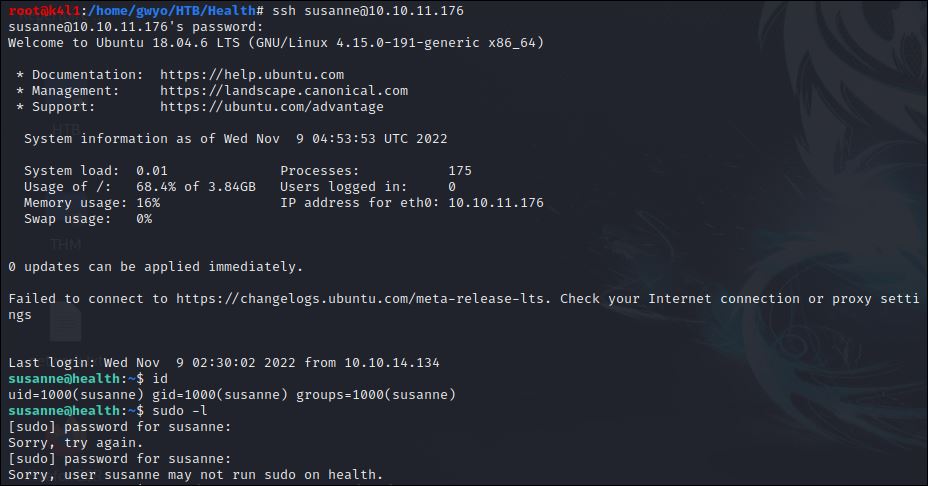 root@k4l1:/home/gwyo/HTB/Health# ssh susanne@10.10.11.176
susanne@10.10.11.176's password:
Welcome to Ubuntu 18.04.6 LTS (GNU/Linux 4.15.0-191-generic x86_64)
* Documentation:  https://help.ubuntu.com
* Management:     https://landscape.canonical.com
* Support:        https://ubuntu.com/advantage
System information as of Wed Nov  9 04:53:53 UTC 2022
System load:  0.01              Processes:           175
Usage of /:   68.4% of 3.84GB   Users logged in:     0
Memory usage: 16%               IP address for eth0: 10.10.11.176
Swap usage:   0%
THM
0 updates can be applied immediately.
Failed to connect to https://changelogs.ubuntu.com/meta-release-lts. Check your Internet connection or proxy setti
ngs
Last login: Wed Nov  9 02:30:02 2022 from 10.10.14.134
susanne@health:~$ id
uid=1000(susanne) gid=1000(susanne) groups=1000(susanne)
susanne@health:~$ sudo -l
[sudo] password for susanne:
Sorry, try again.
[sudo] password for susanne:
Sorry, user susanne may not run sudo on health.